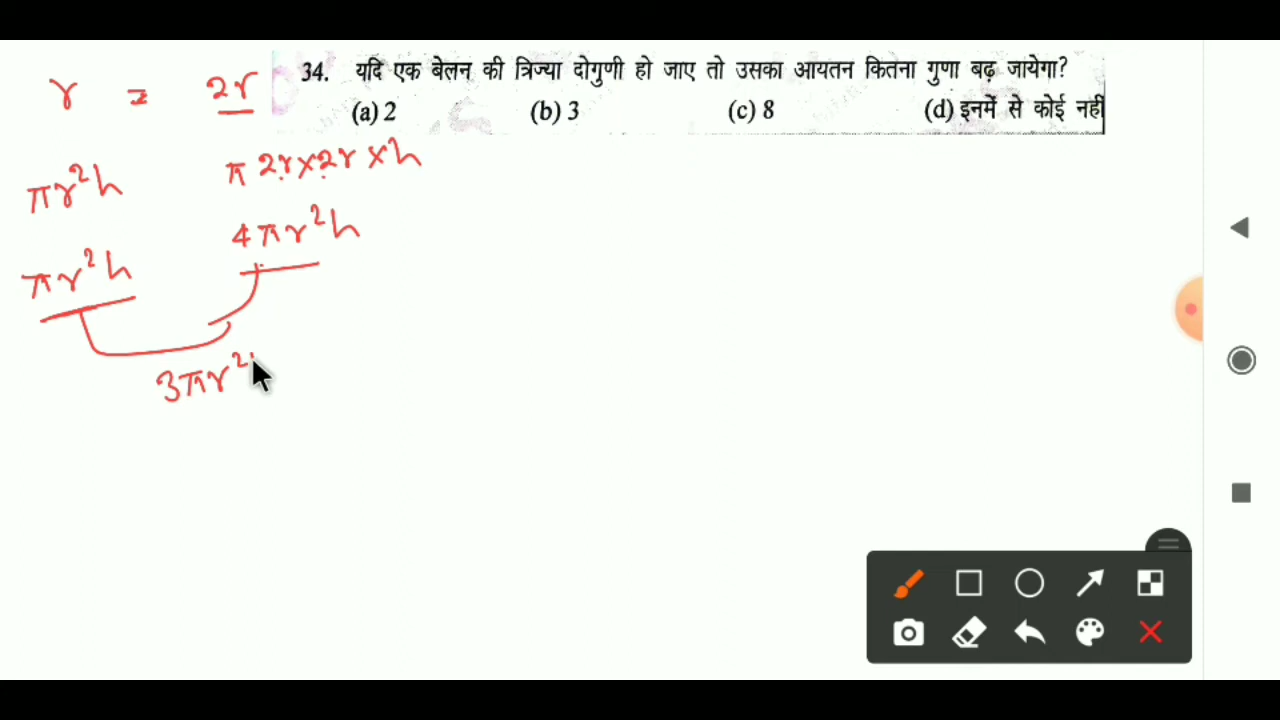 34. यदि एक बेलन की त्रिज्या दोगुणी हो जाए तो उसका आयतन कितना गुणा बढ़ जायेगा?
(a) 2 (b) 3 (c) 8 (d) इनमें से कोई नहीं
r = 2r
πr²h π 2r×2r×h
4πr²h
πr²h
3πr²